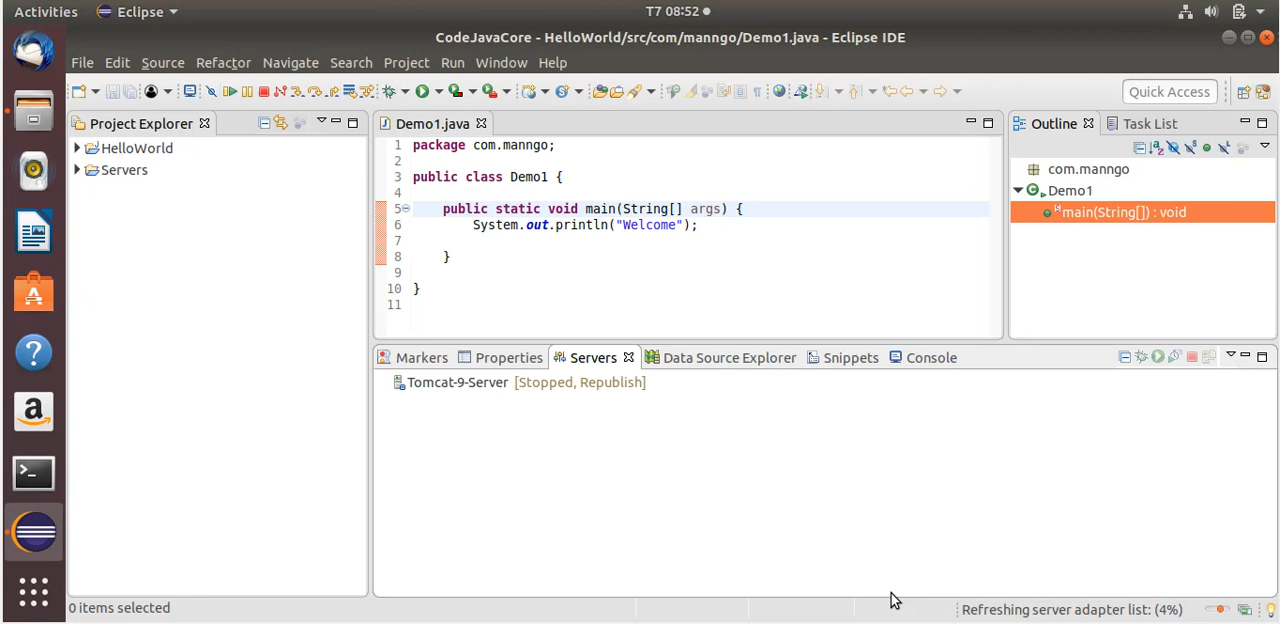 Activities Eclipse T7 08:52
CodeJavaCore - HelloWorld/src/com/manngo/Demo1.java - Eclipse IDE
File Edit Source Refactor Navigate Search Project Run Window Help
Quick Access
Project Explorer
HelloWorld
Servers
Demo1.java
1 package com.manngo;
2
3 public class Demo1 {
4
5 public static void main(String[] args) {
6 System.out.println("Welcome");
7
8 }
9
10 }
11
Outline Task List
com.manngo
Demo1
main(String[]) : void
Markers Properties Servers Data Source Explorer Snippets Console
Tomcat-9-Server [Stopped, Republish]
0 items selected
Refreshing server adapter list: (4%)